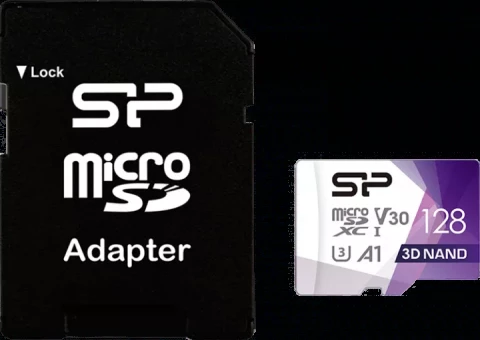 Lock
SP
micro
SD
Adapter
SP
micro SD XC I V30 128
U3 A1 3D NAND